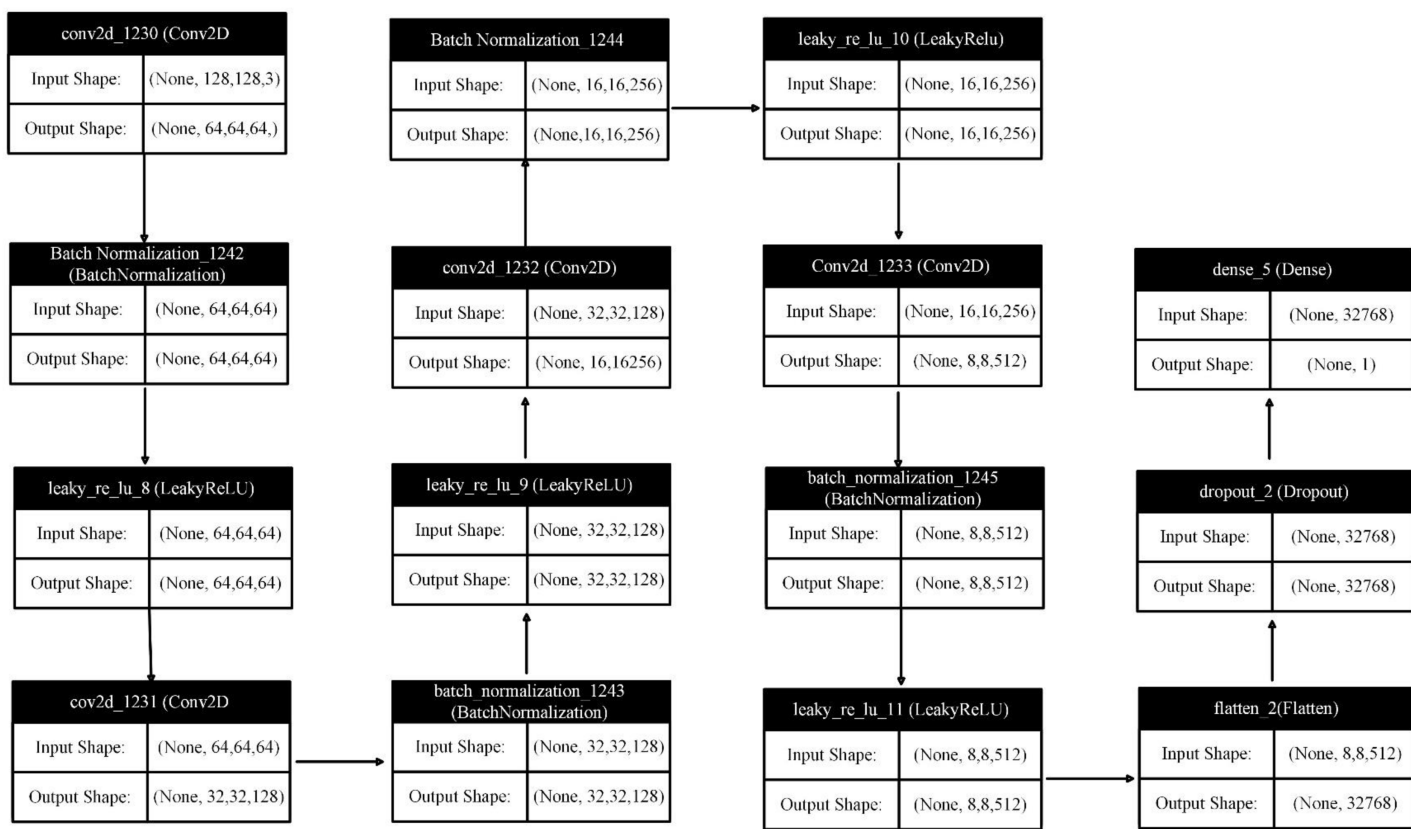 conv2d_1230 (Conv2D
Input Shape: (None, 128,128,3)
Output Shape: (None, 64,64,64,)
Batch Normalization_1242
(BatchNormalization)
Input Shape: (None, 64,64,64)
Output Shape: (None, 64,64,64)
leaky_re_lu_8 (LeakyReLU)
Input Shape: (None, 64,64,64)
Output Shape: (None, 64,64,64)
cov2d_1231 (Conv2D
Input Shape: (None, 64,64,64)
Output Shape: (None, 32,32,128)
batch_normalization_1243
(BatchNormalization)
Input Shape: (None, 32,32,128)
Output Shape: (None, 32,32,128)
leaky_re_lu_9 (LeakyReLU)
Input Shape: (None, 32,32,128)
Output Shape: (None, 32,32,128)
conv2d_1232 (Conv2D)
Input Shape: (None, 32,32,128)
Output Shape: (None, 16,16256)
Batch Normalization_1244
Input Shape: (None, 16,16,256)
Output Shape: (None,16,16,256)
leaky_re_lu_10 (LeakyRelu)
Input Shape: (None, 16,16,256)
Output Shape: (None, 16,16,256)
Conv2d_1233 (Conv2D)
Input Shape: (None, 16,16,256)
Output Shape: (None, 8,8,512)
batch_normalization_1245
(BatchNormalization)
Input Shape: (None, 8,8,512)
Output Shape: (None, 8,8,512)
leaky_re_lu_11 (LeakyReLU)
Input Shape: (None, 8,8,512)
Output Shape: (None, 8,8,512)
flatten_2(Flatten)
Input Shape: (None, 8,8,512)
Output Shape: (None, 32768)
dropout_2 (Dropout)
Input Shape: (None, 32768)
Output Shape: (None, 32768)
dense_5 (Dense)
Input Shape: (None, 32768)
Output Shape: (None, 1)